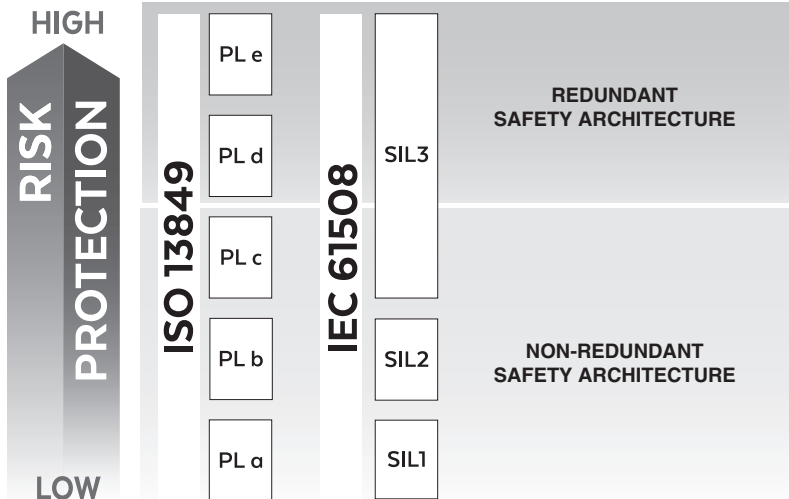 HIGH
RISK
PROTECTION
LOW
ISO 13849
PL e
PL d
PL c
PL b
PL a
IEC 61508
SIL3
SIL2
SIL1
REDUNDANT
SAFETY ARCHITECTURE
NON-REDUNDANT
SAFETY ARCHITECTURE